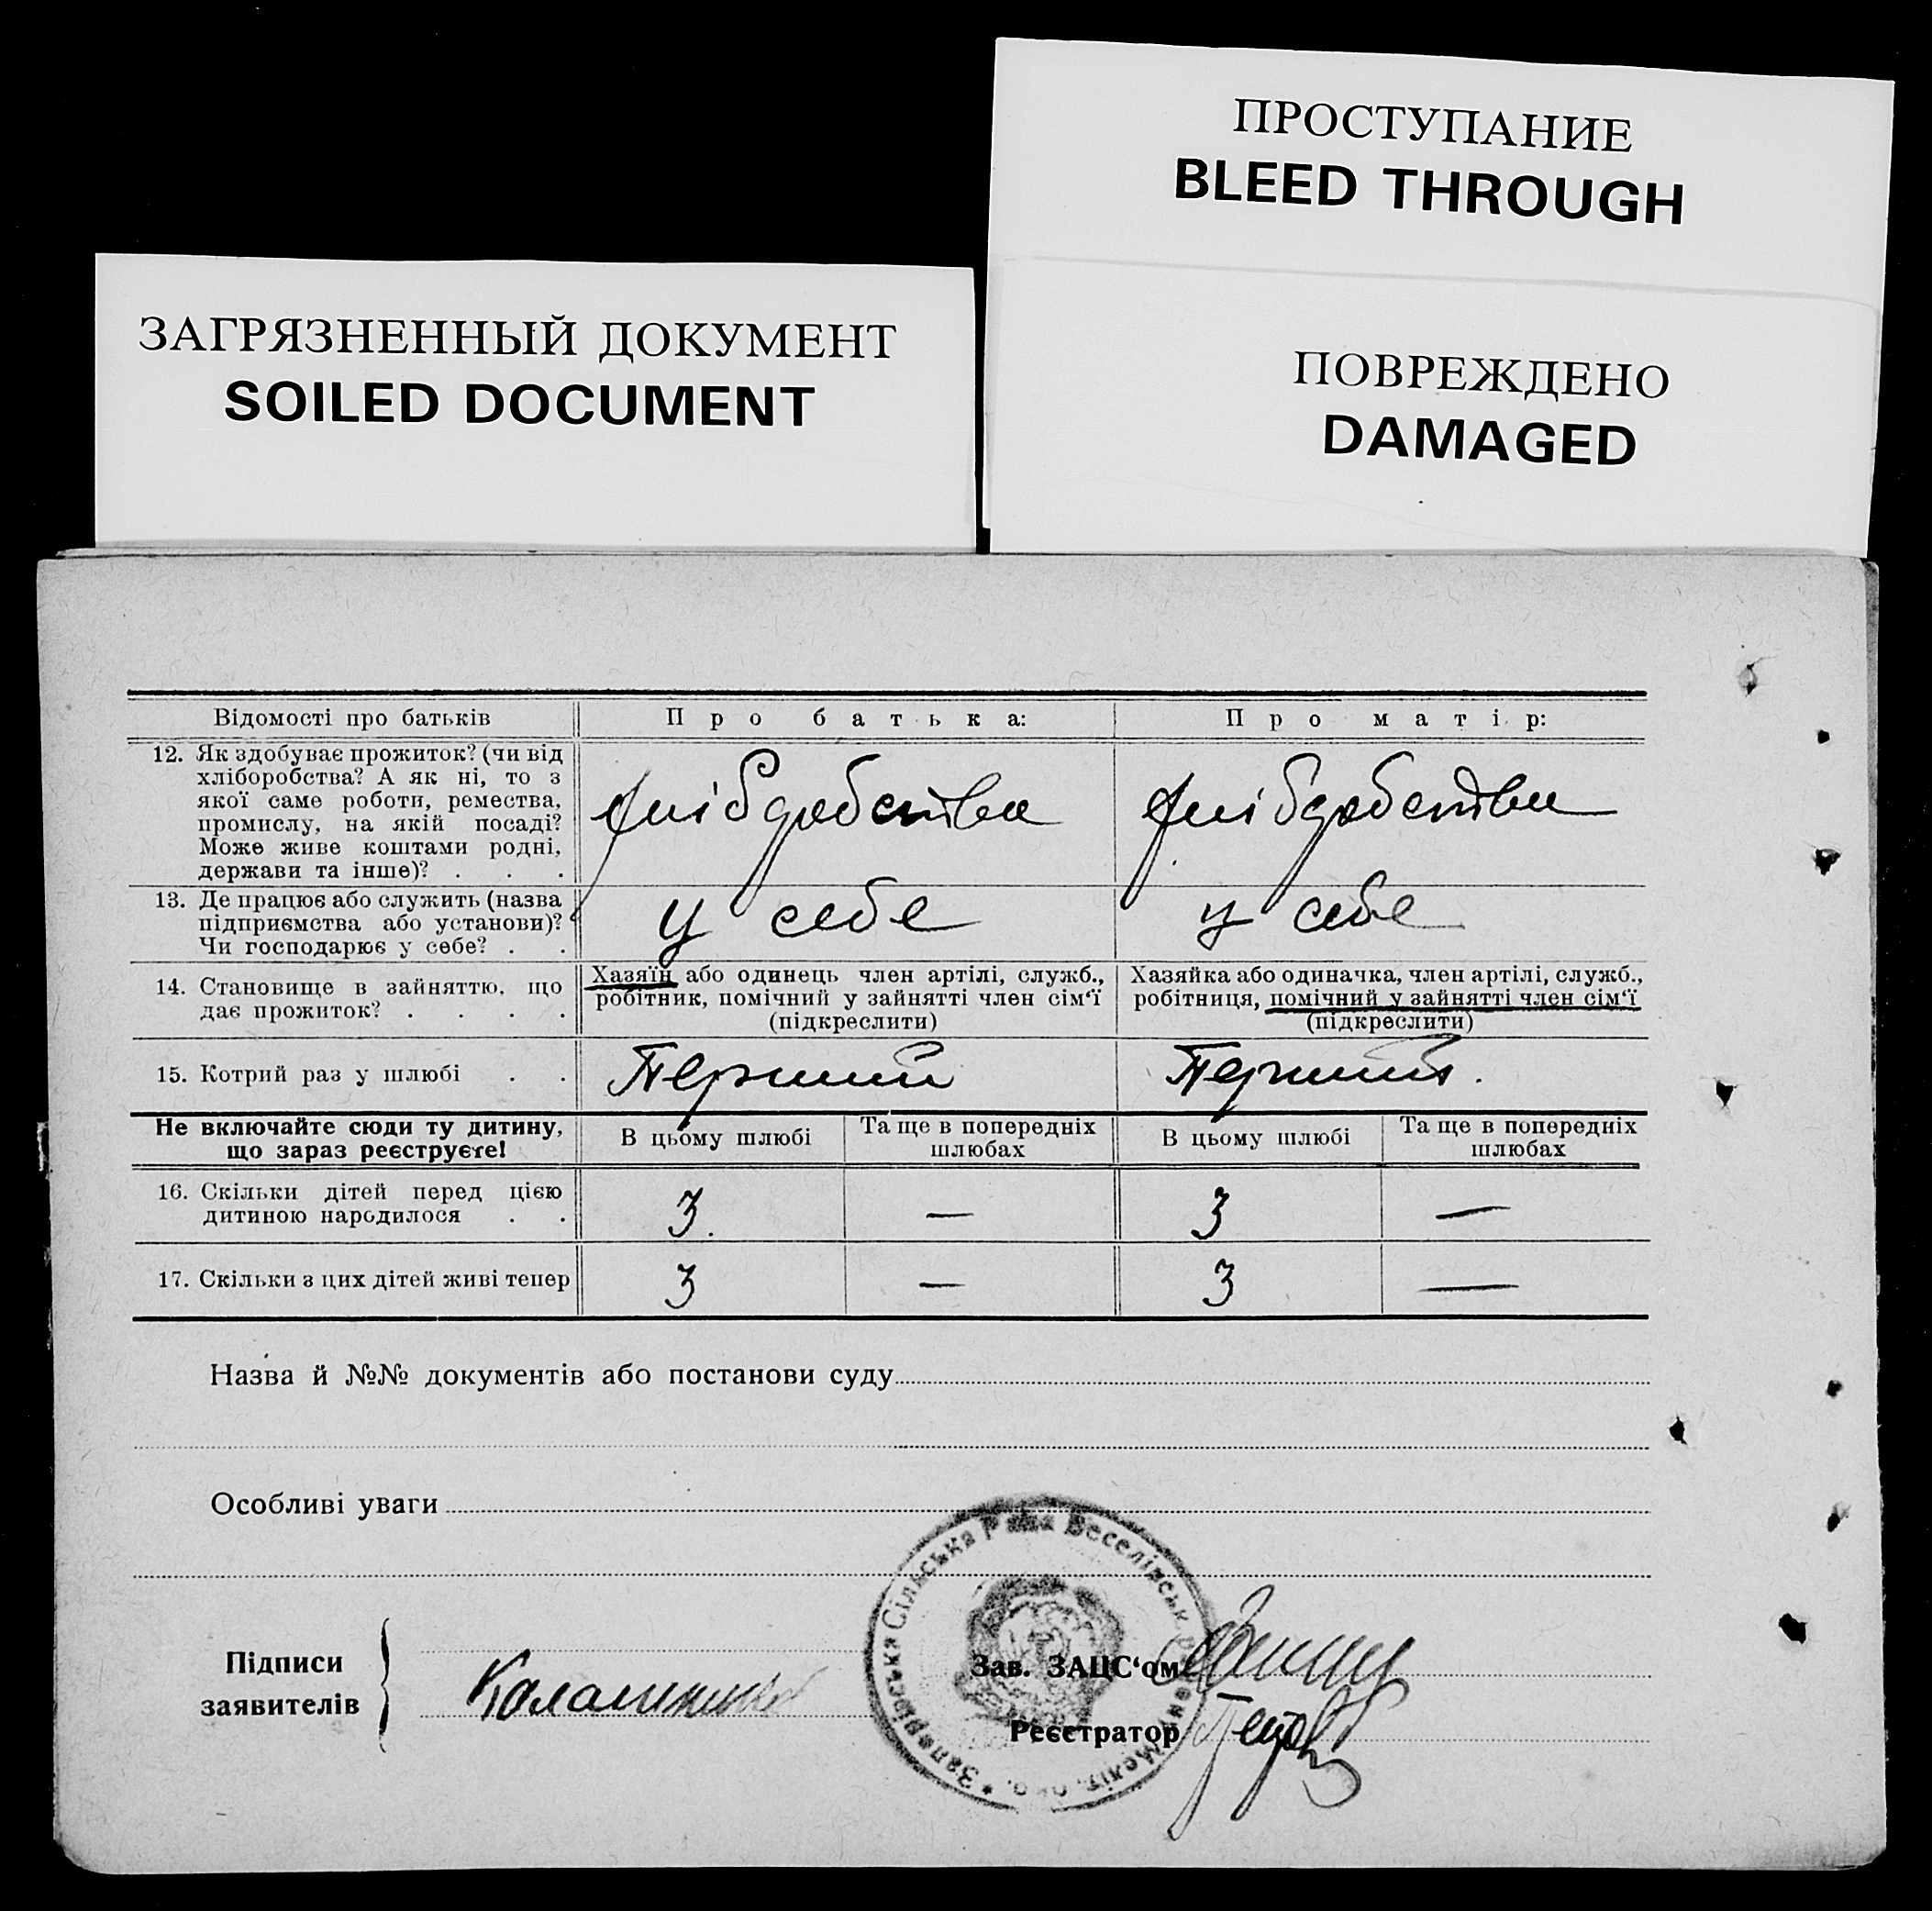 ПРОСТУПАНИЕ
BLEED THROUGH
ЗАГРЯЗНЕННЫЙ ДОКУМЕНТ
SOILED DOCUMENT
ПОВРЕЖДЕНО
DAMAGED
Відомості про батьків
Про батька:
Про матір:
12. Як здобуває прожиток? (чи від
хліборобства? А як ні, то з
якої саме роботи, ремества,
промислу, на якій посаді?
Може живе коштами родні,
держави та інше)? . . .
хліборобства
хліборобства
13. Де працює або служить (назва
підприємства або установи)?
Чи господарює у себе? . .
у себе
у себе
14. Становище в зайняттю, що
дає прожиток? . . . .
Хазяїн або одинець член артілі, служб.,
робітник, помічний у зайнятті член сім'ї
(підкреслити)
Хазяйка або одиначка, член артілі, служб.,
робітниця, помічний у зайнятті член сім'ї
(підкреслити)
15. Котрий раз у шлюбі . .
Перший
Перший.
Не включайте сюди ту дитину,
що зараз реєструєте!
В цьому шлюбі
Та ще в попередніх
шлюбах
В цьому шлюбі
Та ще в попередніх
шлюбах
16. Скільки дітей перед цією
дитиною народилося . .
3. — 3 —
17. Скільки з цих дітей живі тепер
3 — 3 —
Назва й №№ документів або постанови суду
Особливі уваги
Сільська Рада Веселівськ
Підписи
заявителів
Зав. ЗАЦС'ом
Реєстратор